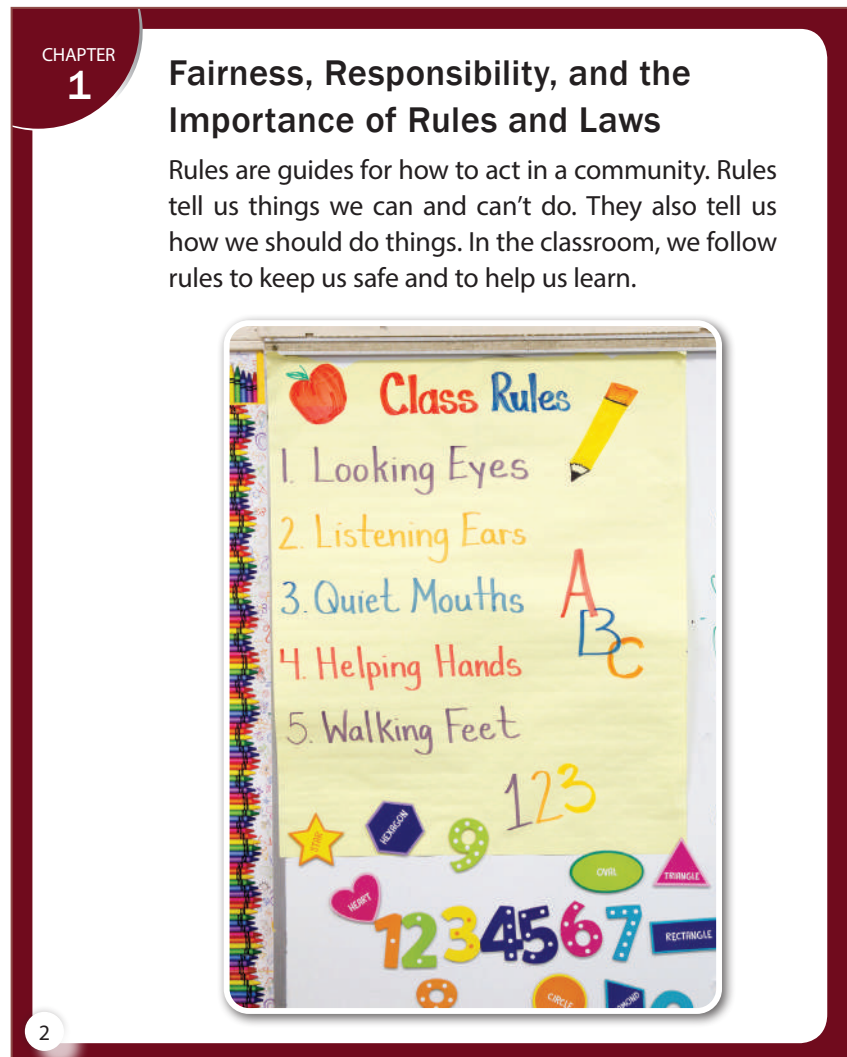 CHAPTER
1
Fairness, Responsibility, and the
Importance of Rules and Laws
Rules are guides for how to act in a community. Rules
tell us things we can and can’t do. They also tell us
how we should do things. In the classroom, we follow
rules to keep us safe and to help us learn.
Class Rules
1. Looking Eyes
2. Listening Ears
3. Quiet Mouths
4. Helping Hands
5. Walking Feet
A
B
C
123
STAR
HEXAGON
9
OVAL
TRIANGLE
HEART
1234567
RECTANGLE
CIRCLE
2